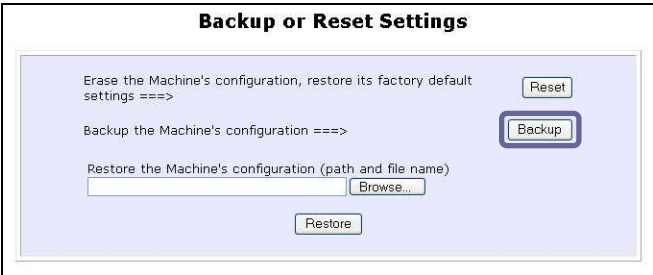 Backup or Reset Settings
Erase the Machine's configuration, restore its factory default
settings ===>
Reset
Backup the Machine's configuration ===>
Backup
Restore the Machine's configuration (path and file name)
Browse...
Restore